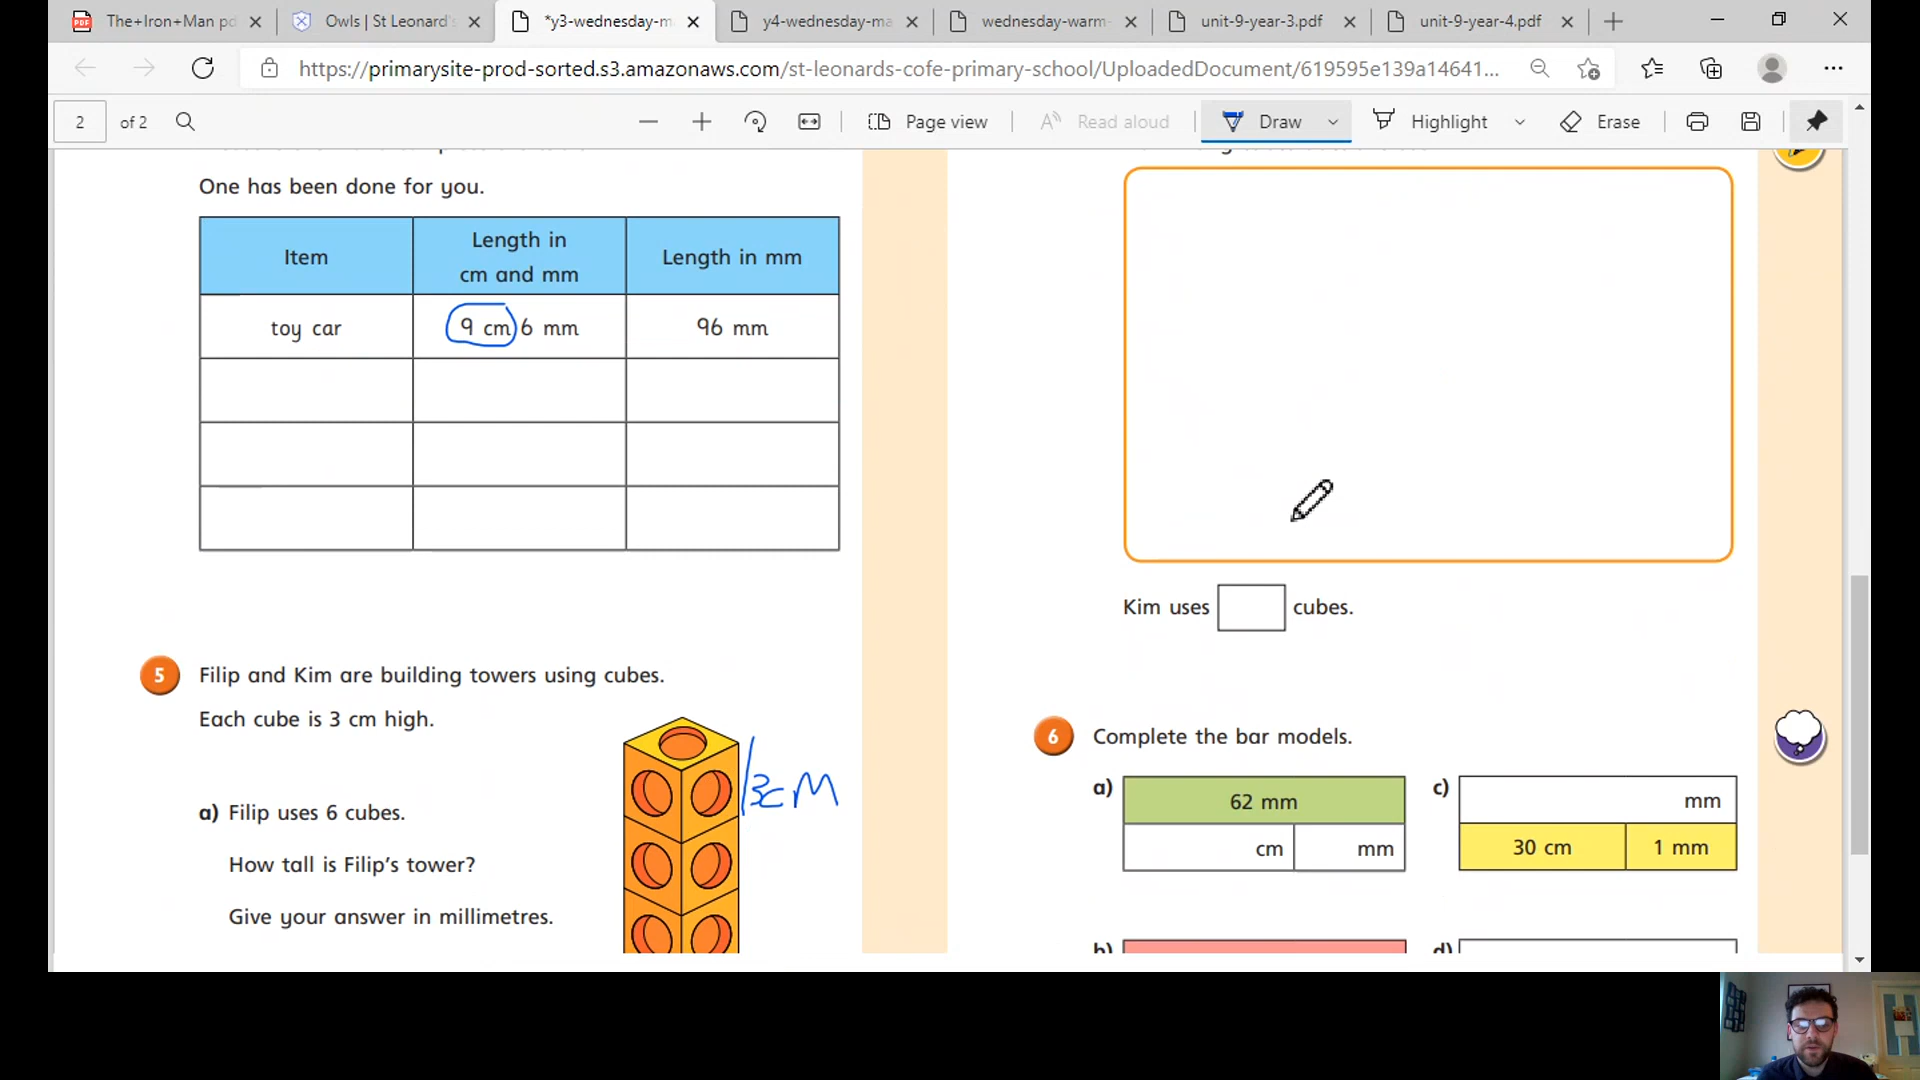 The+Iron+Man pd
Owls | St Leonard's
*y3-wednesday-m
y4-wednesday-ma
wednesday-warm-
unit-9-year-3.pdf
unit-9-year-4.pdf
https://primarysite-prod-sorted.s3.amazonaws.com/st-leonards-cofe-primary-school/UploadedDocument/619595e139a14641...
2 of 2
Page view
Read aloud
Draw
Highlight
Erase
One has been done for you.
Item
Length in
cm and mm
Length in mm
toy car
9 cm 6 mm
96 mm
5 Filip and Kim are building towers using cubes.
Each cube is 3 cm high.
3cM
a) Filip uses 6 cubes.
How tall is Filip's tower?
Give your answer in millimetres.
Kim uses cubes.
6 Complete the bar models.
a) 62 mm
cm mm
c) mm
30 cm 1 mm
b)
d)